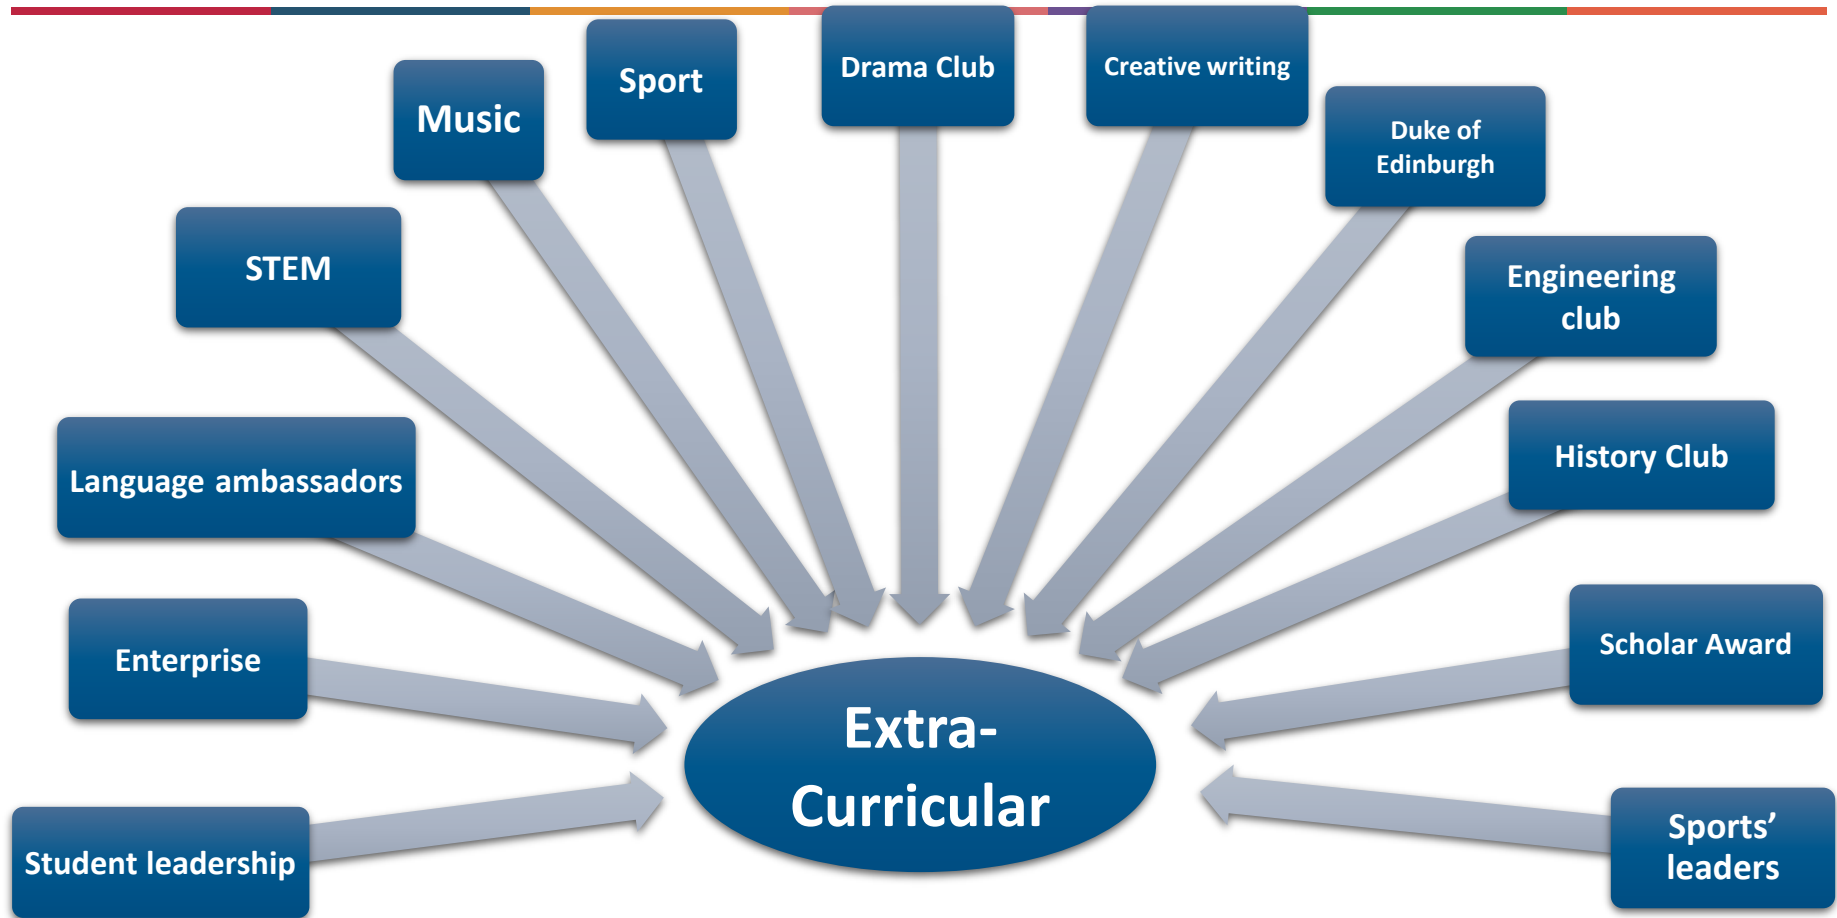 Sport
Drama Club
Creative writing
Music
Duke of
Edinburgh
STEM
Engineering
club
Language ambassadors
History Club
Enterprise
Scholar Award
Extra-
Curricular
Student leadership
Sports’
leaders